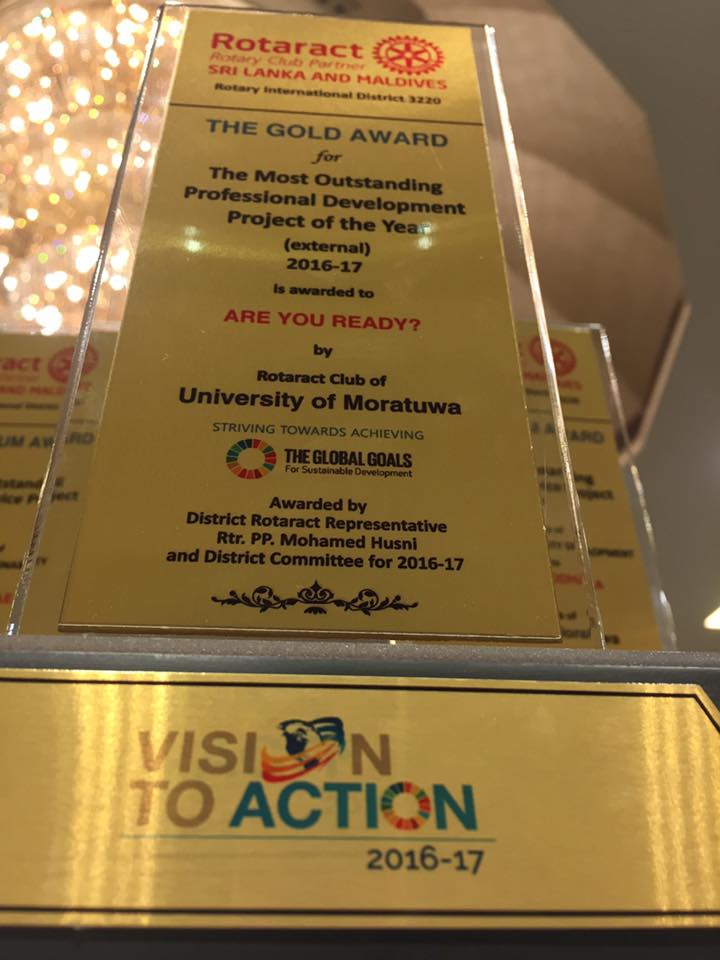 Rotaract
Rotary Club Partner
SRI LANKA AND MALDIVES
Rotary International District 3220
THE GOLD AWARD
for
The Most Outstanding
Professional Development
Project of the Year
(external)
2016-17
is awarded to
ARE YOU READY?
by
Rotaract Club of
University of Moratuwa
STRIVING TOWARDS ACHIEVING
THE GLOBAL GOALS
For Sustainable Development
Awarded by
District Rotaract Representative
Rtr. PP. Mohamed Husni
and District Committee for 2016-17
VISION
TO ACTION
2016-17